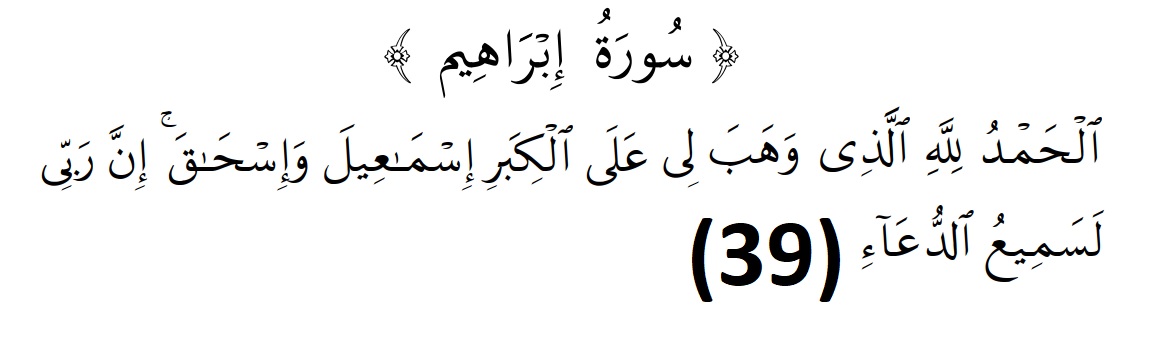 ﴿ سُورَةُ إِبْرَاهِيم ﴾
ٱلْحَمْدُ لِلَّهِ ٱلَّذِى وَهَبَ لِى عَلَى ٱلْكِبَرِ إِسْمَـٰعِيلَ وَإِسْحَـٰقَ ۚ إِنَّ رَبِّى
لَسَمِيعُ ٱلدُّعَآءِ (39)